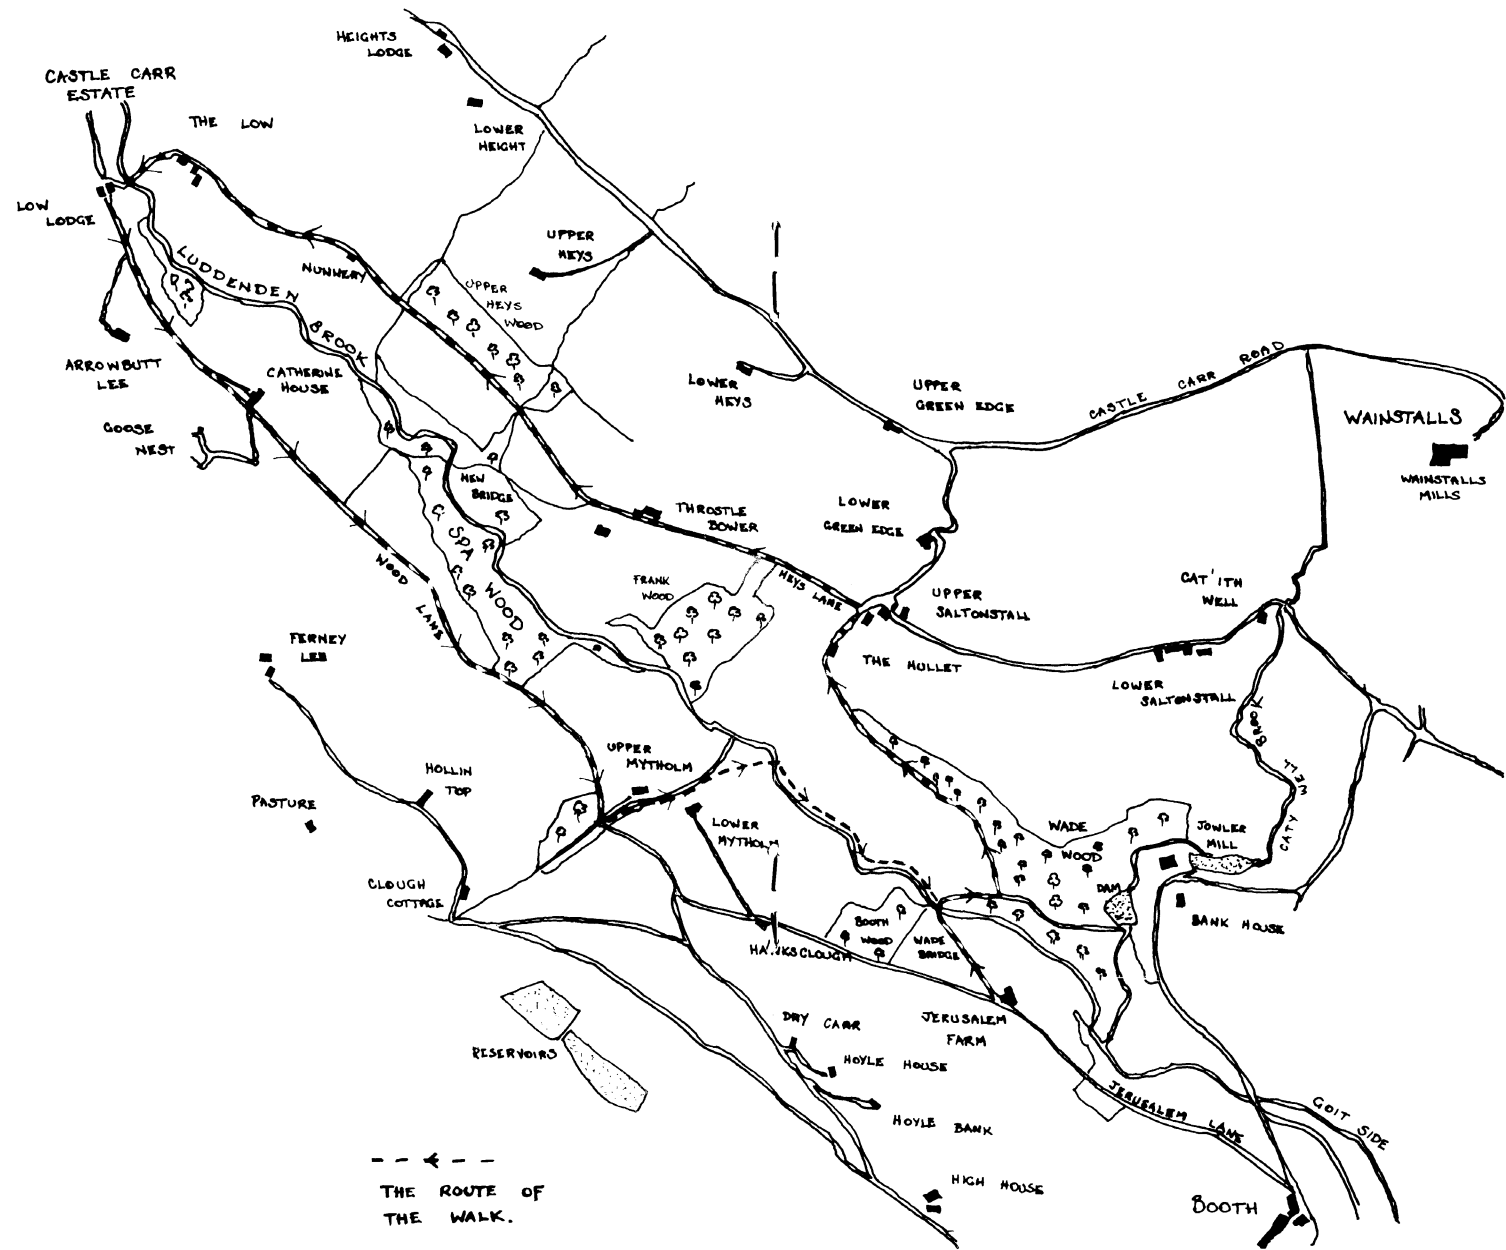 HEIGHTS
LODGE
CASTLE CARR
ESTATE
THE LOW
LOWER
HEIGHT
LOW
LODGE
UPPER
HEYS
LUDDENDEN
BROOK
NUNNERY
UPPER
HEYS
WOOD
ARROWBUTT
LEE
CATHERINE
HOUSE
LOWER
HEYS
UPPER
GREEN EDGE
CASTLE CARR ROAD
WAINSTALLS
WAINSTALLS
MILLS
GOOSE
NEST
NEW
BRIDGE
THROSTLE
BOWER
LOWER
GREEN EDGE
SPA
WOOD
WOOD
LANE
FRANK
WOOD
HEYS LANE
UPPER
SALTONSTALL
CAT'ITH
WELL
FERNEY
LEE
THE HULLET
LOWER
SALTONSTALL
UPPER
MYTHOLM
HOLLIN
TOP
PASTURE
LOWER
MYTHOLM
WADE
WOOD
JOWLER
MILL
CATY WELL BROOK
CLOUGH
COTTAGE
DAM
BANK HOUSE
BOOTH
WOOD
WADE
BRIDGE
HAWKSCLOUGH
JERUSALEM
FARM
DRY CARR
RESERVOIRS
HOYLE HOUSE
HOYLE BANK
JERUSALEM LANE
GOIT SIDE
HIGH HOUSE
BOOTH
THE ROUTE OF
THE WALK.